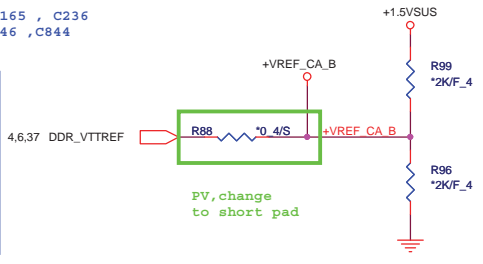 165 , C236
46 ,C844
+1.5VSUS
R99
*2K/F_4
+VREF_CA_B
4,6,37 DDR_VTTREF
R88
*0_4/S
+VREF_CA_B
R96
*2K/F_4
PV,change
to short pad